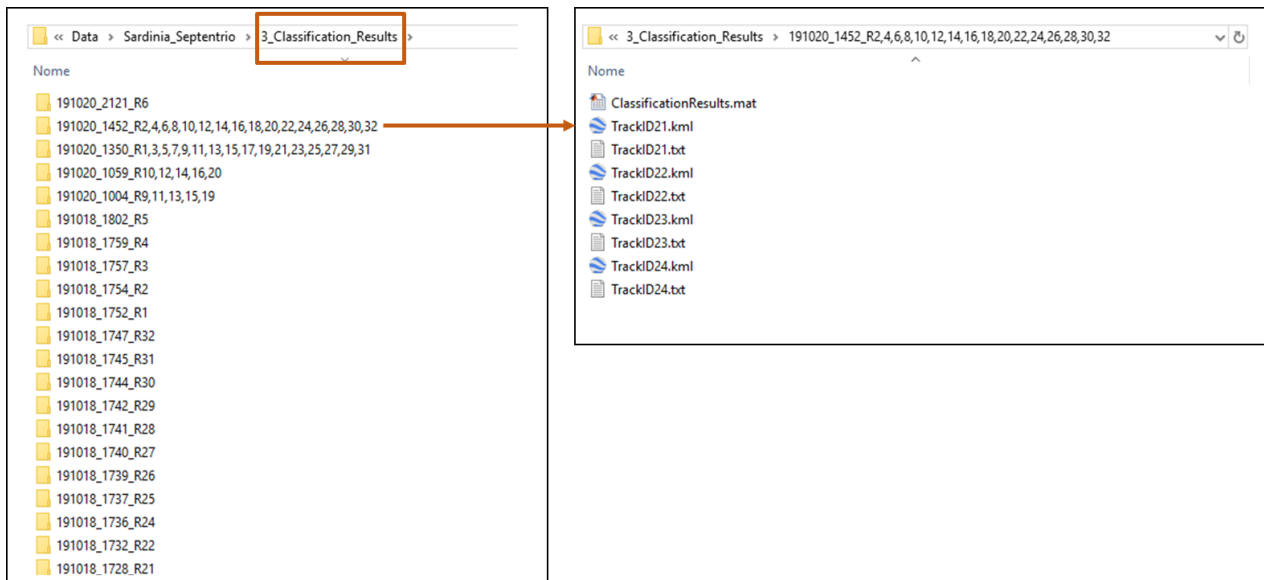 « Data > Sardinia_Septentrio > 3_Classification_Results >
Nome
191020_2121_R6
191020_1452_R2,4,6,8,10,12,14,16,18,20,22,24,26,28,30,32
191020_1350_R1,3,5,7,9,11,13,15,17,19,21,23,25,27,29,31
191020_1059_R10,12,14,16,20
191020_1004_R9,11,13,15,19
191018_1802_R5
191018_1759_R4
191018_1757_R3
191018_1754_R2
191018_1752_R1
191018_1747_R32
191018_1745_R31
191018_1744_R30
191018_1742_R29
191018_1741_R28
191018_1740_R27
191018_1739_R26
191018_1737_R25
191018_1736_R24
191018_1732_R22
191018_1728_R21
« 3_Classification_Results > 191020_1452_R2,4,6,8,10,12,14,16,18,20,22,24,26,28,30,32
Nome
ClassificationResults.mat
TrackID21.kml
TrackID21.txt
TrackID22.kml
TrackID22.txt
TrackID23.kml
TrackID23.txt
TrackID24.kml
TrackID24.txt